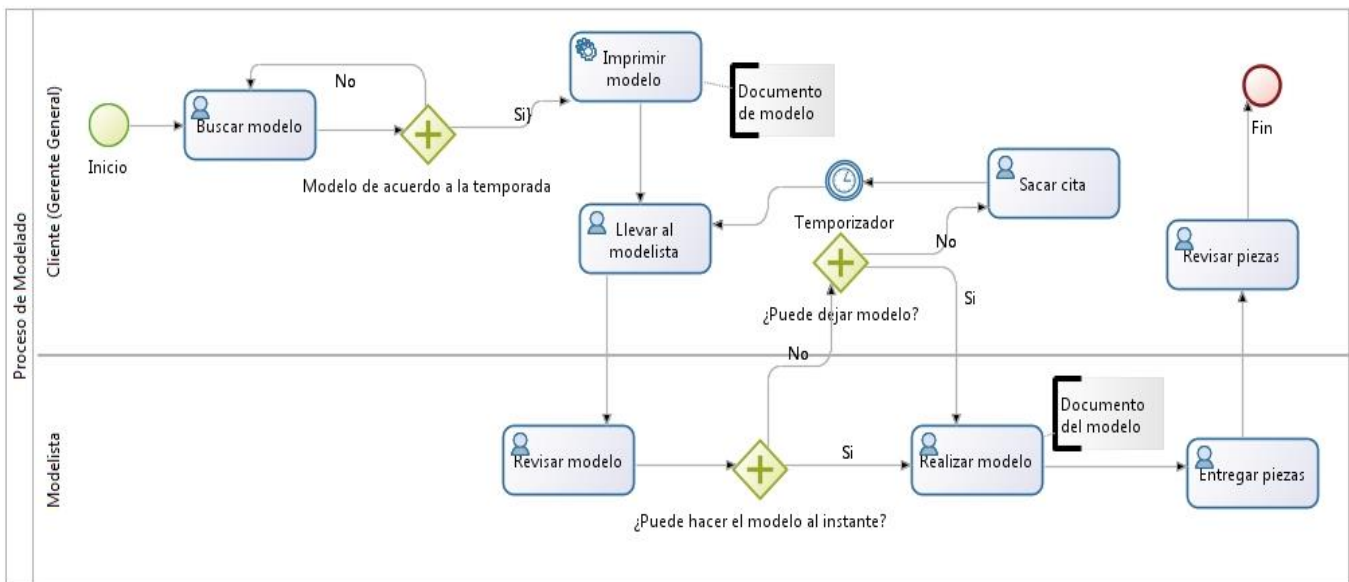 Proceso de Modelado
Cliente (Gerente General)
Inicio
Buscar modelo
No
Modelo de acuerdo a la temporada
Si}
Imprimir
modelo
Documento
de modelo
Llevar al
modelista
Temporizador
Sacar cita
No
Si
¿Puede dejar modelo?
Revisar piezas
Fin
Modelista
Revisar modelo
No
¿Puede hacer el modelo al instante?
Si
Realizar modelo
Documento
del modelo
Entregar piezas